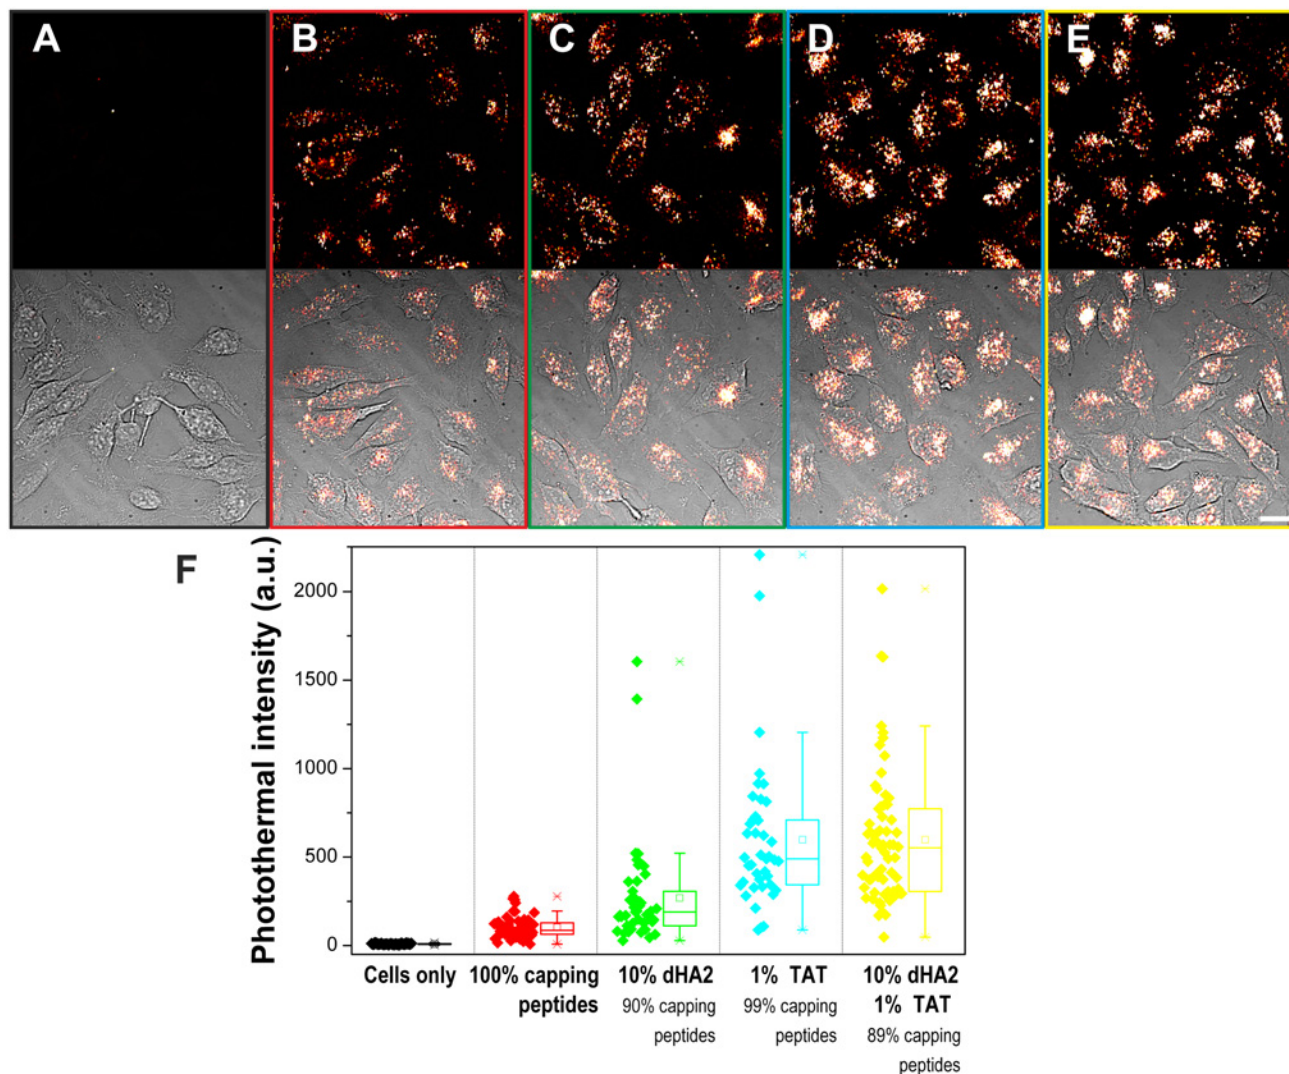 A
B
C
D
E
F
Photothermal intensity (a.u.)
2000
1500
1000
500
0
Cells only
100% capping
peptides
10% dHA2
90% capping
peptides
1% TAT
99% capping
peptides
10% dHA2
1% TAT
89% capping
peptides